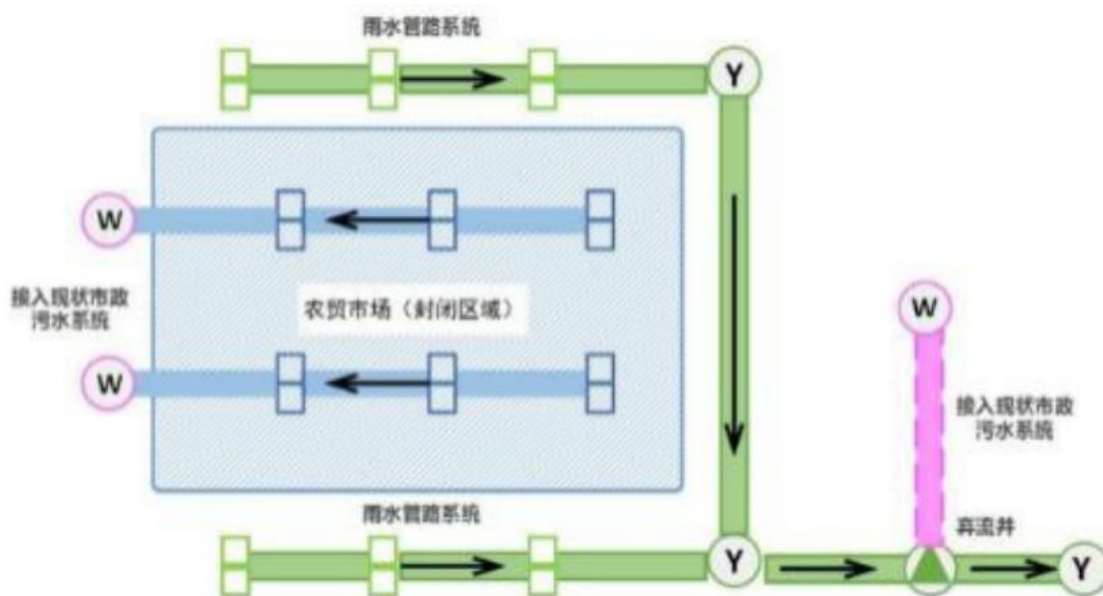 雨水管路系统
Y
W
接入现状市政
污水系统
农贸市场（封闭区域）
W
W
接入现状市政
污水系统
雨水管路系统
弃流井
Y
Y